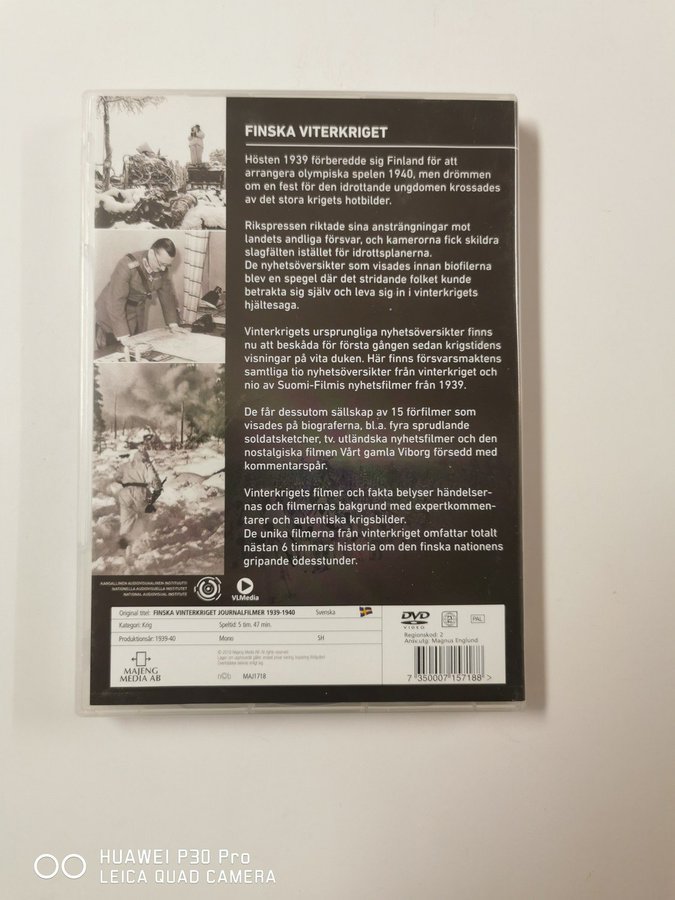 FINSKA VITERKRIGET
Hösten 1939 förberedde sig Finland för att
arrangera olympiska spelen 1940, men drömmen
om en fest för den idrottande ungdomen krossades
av det stora krigets hotbilder.
Rikspressen riktade sina ansträngningar mot
landets andliga försvar, och kamerorna fick skildra
slagfälten istället för idrottsplanerna.
De nyhetsöversikter som visades innan biofilerna
blev en spegel där det stridande folket kunde
betrakta sig själv och leva sig in i vinterkrigets
hjältesaga.
Vinterkrigets ursprungliga nyhetsöversikter finns
nu att beskåda för första gången sedan krigstidens
visningar på vita duken. Här finns försvarsmaktens
samtliga tio nyhetsöversikter från vinterkriget och
nio av Suomi-Filmis nyhetsfilmer från 1939.
De får dessutom sällskap av 15 förfilmer som
visades på biograferna, bl.a. fyra sprudlande
soldatsketcher, tv. utländska nyhetsfilmer och den
nostalgiska filmen Vårt gamla Viborg försedd med
kommentarspår.
Vinterkrigets filmer och fakta belyser händelser-
nas och filmernas bakgrund med expertkommen-
tarer och autentiska krigsbilder.
De unika filmerna från vinterkriget omfattar totalt
nästan 6 timmars historia om den finska nationens
gripande ödesstunder.
KANSALLINEN AUDIOVISUAALINEN INSTITUUTTI
NATIONELLA AUDIOVISUELLA INSTITUTET
NATIONAL AUDIOVISUAL INSTITUTE
VLMedia
Original titel: FINSKA VINTERKRIGET JOURNALFILMER 1939-1940 Svenska
Kategori: Krig Speltid: 5 tim. 47 min.
Produktionsår: 1939-40 Mono SH
MAJENG
MEDIA AB
n©b MAJ1718
DVD
VIDEO
PAL
Regionskod: 2
Ansv.utg. Magnus Englund
7 350007 157188 >
HUAWEI P30 Pro
LEICA QUAD CAMERA